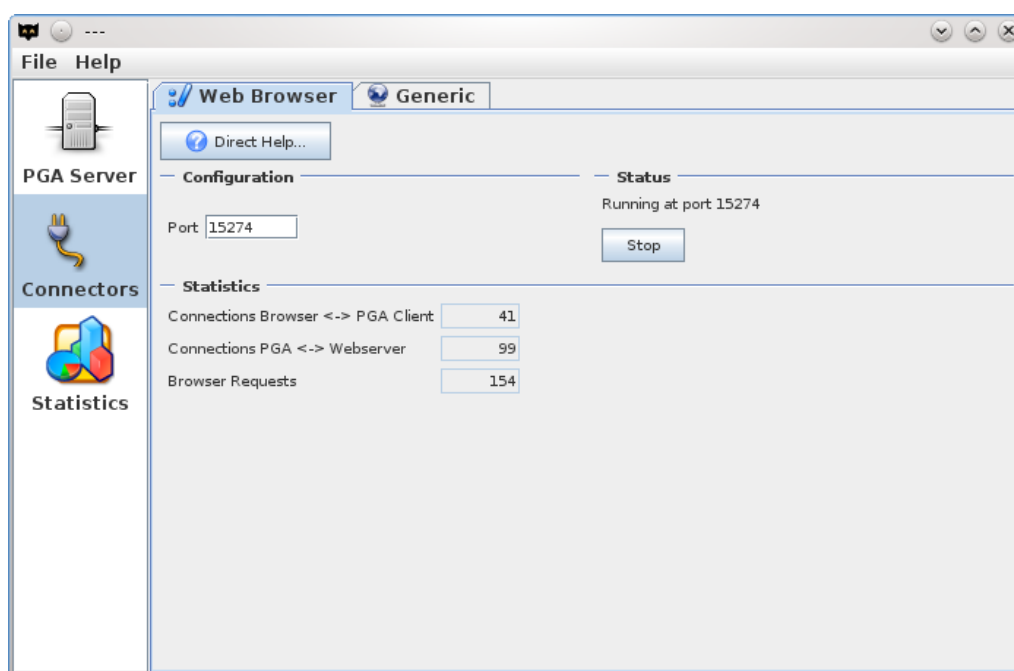 ---
File Help
Web Browser Generic
Direct Help...
PGA Server
Configuration Status
Running at port 15274
Port 15274
Stop
Connectors
Statistics
Connections Browser <-> PGA Client 41
Connections PGA <-> Webserver 99
Browser Requests 154
Statistics